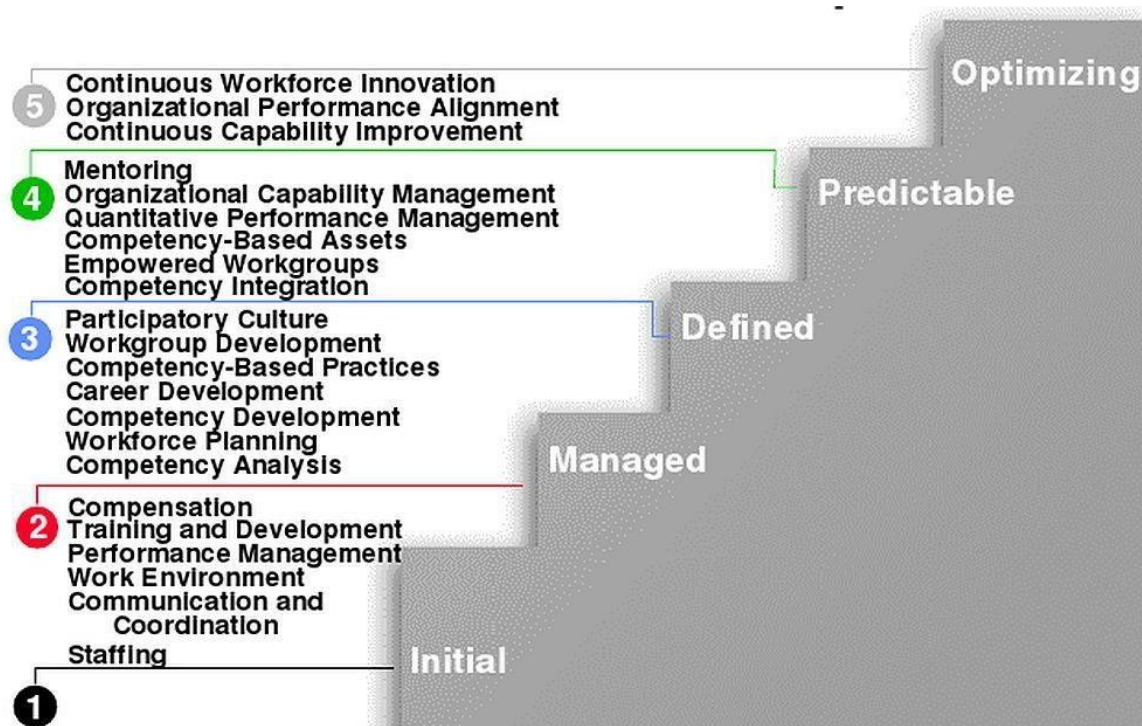 Optimizing
5
Continuous Workforce Innovation
Organizational Performance Alignment
Continuous Capability Improvement
Predictable
4
Mentoring
Organizational Capability Management
Quantitative Performance Management
Competency-Based Assets
Empowered Workgroups
Competency Integration
Defined
3
Participatory Culture
Workgroup Development
Competency-Based Practices
Career Development
Competency Development
Workforce Planning
Competency Analysis
Managed
2
Compensation
Training and Development
Performance Management
Work Environment
Communication and
Coordination
Staffing
Initial
1